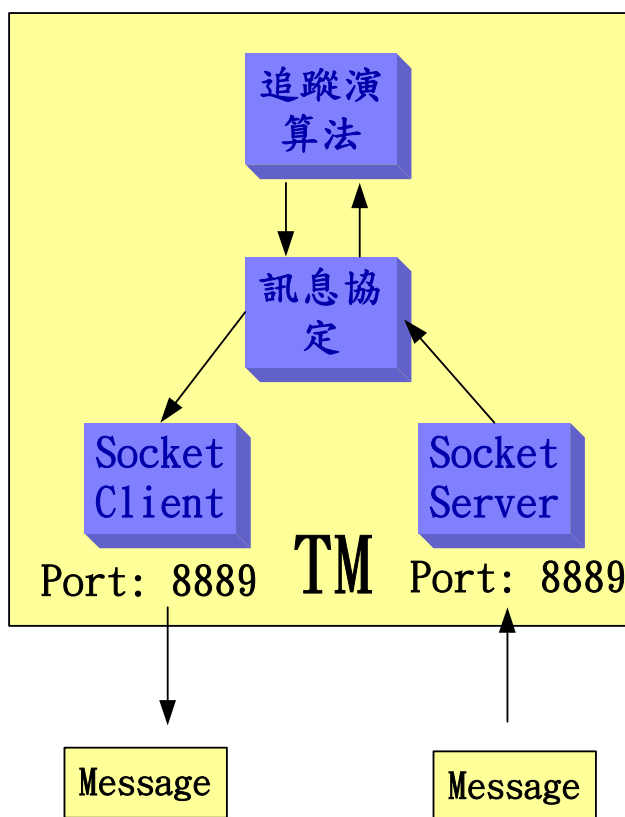 追蹤演
算法
訊息協
定
Socket
Client
Socket
Server
Port: 8889
TM
Port: 8889
Message
Message